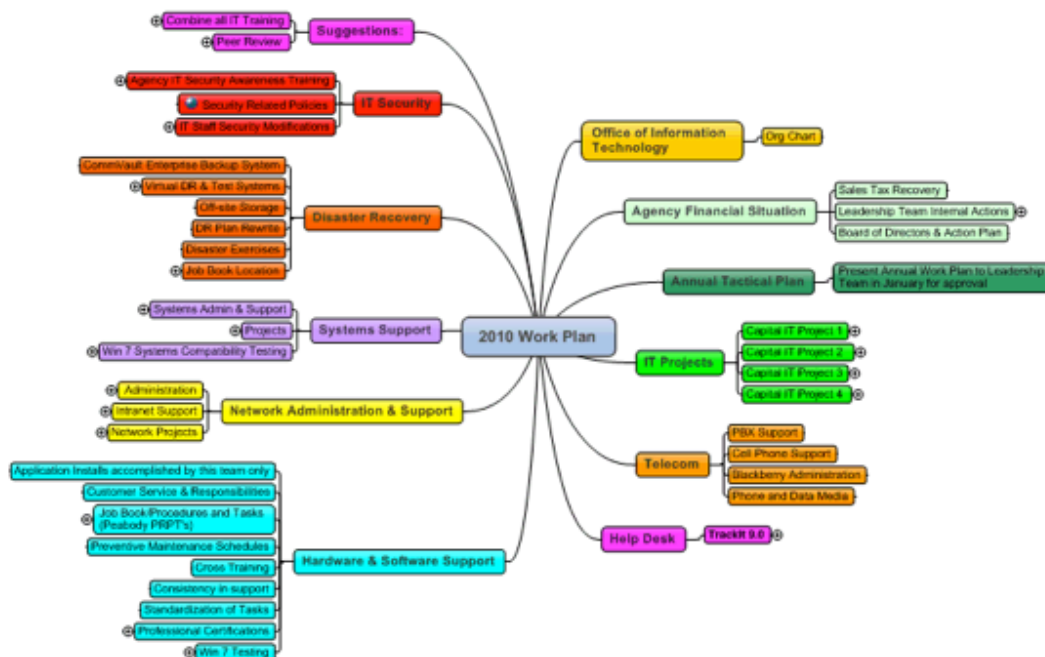 Combine all IT Training
Peer Review
Suggestions:
Agency IT Security Awareness Training
Security Related Policies
IT Staff Security Modifications
IT Security
CommVault Enterprise Backup System
Virtual DR & Test Systems
Off-site Storage
DR Plan Rewrite
Disaster Exercises
Job Book Location
Disaster Recovery
Systems Admin & Support
Projects
Win 7 Systems Compatibility Testing
Systems Support
Administration
Intranet Support
Network Projects
Network Administration & Support
Application Installs accomplished by this team only
Customer Service & Responsibilities
Job Book/Procedures and Tasks
(Peabody PRPT's)
Preventive Maintenance Schedules
Cross Training
Consistency in support
Standardization of Tasks
Professional Certifications
Win 7 Testing
Hardware & Software Support
2010 Work Plan
Office of Information
Technology
Org Chart
Agency Financial Situation
Sales Tax Recovery
Leadership Team Internal Actions
Board of Directors & Action Plan
Annual Tactical Plan
Present Annual Work Plan to Leadership
Team in January for approval
IT Projects
Capital IT Project 1
Capital IT Project 2
Capital IT Project 3
Capital IT Project 4
Telecom
PBX Support
Cell Phone Support
Blackberry Administration
Phone and Data Media
Help Desk
TrackIt 9.0